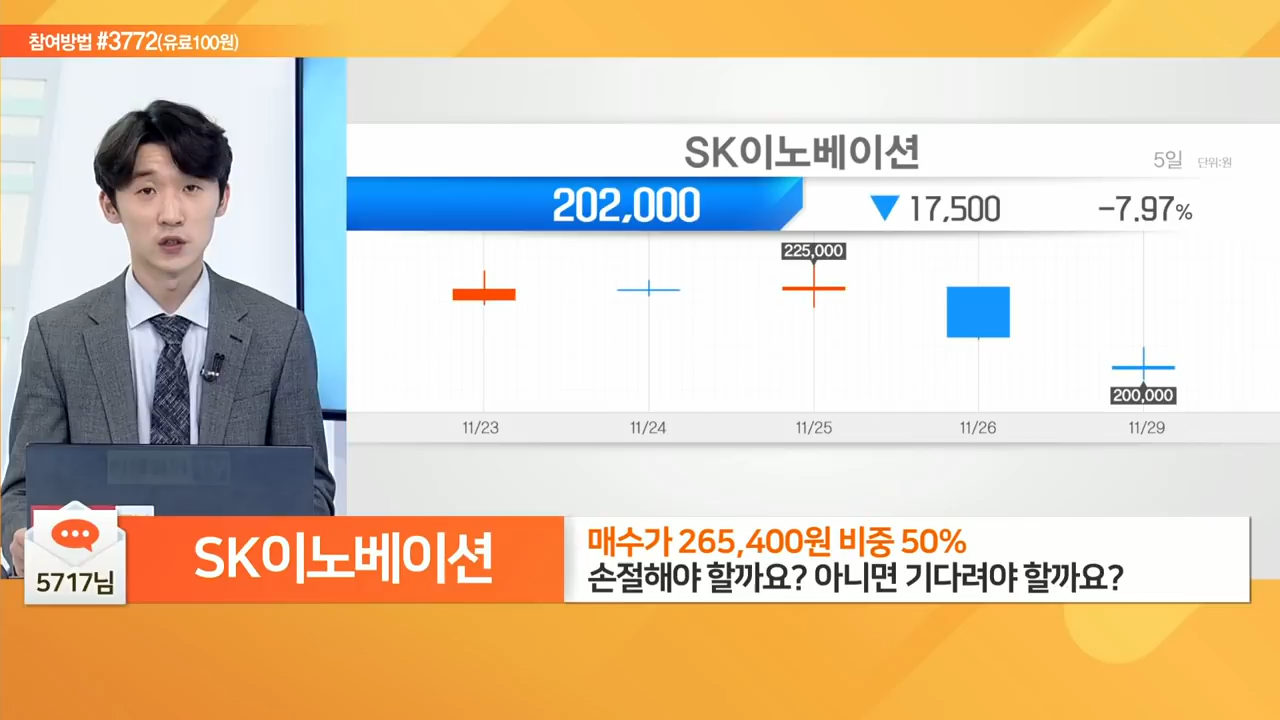 참여방법 #3772(유료100원)
SK이노베이션
5일 단위:원
202,000 ▼ 17,500 -7.97%
225,000
200,000
11/23 11/24 11/25 11/26 11/29
5717님
SK이노베이션
매수가 265,400원 비중 50%
손절해야 할까요? 아니면 기다려야 할까요?